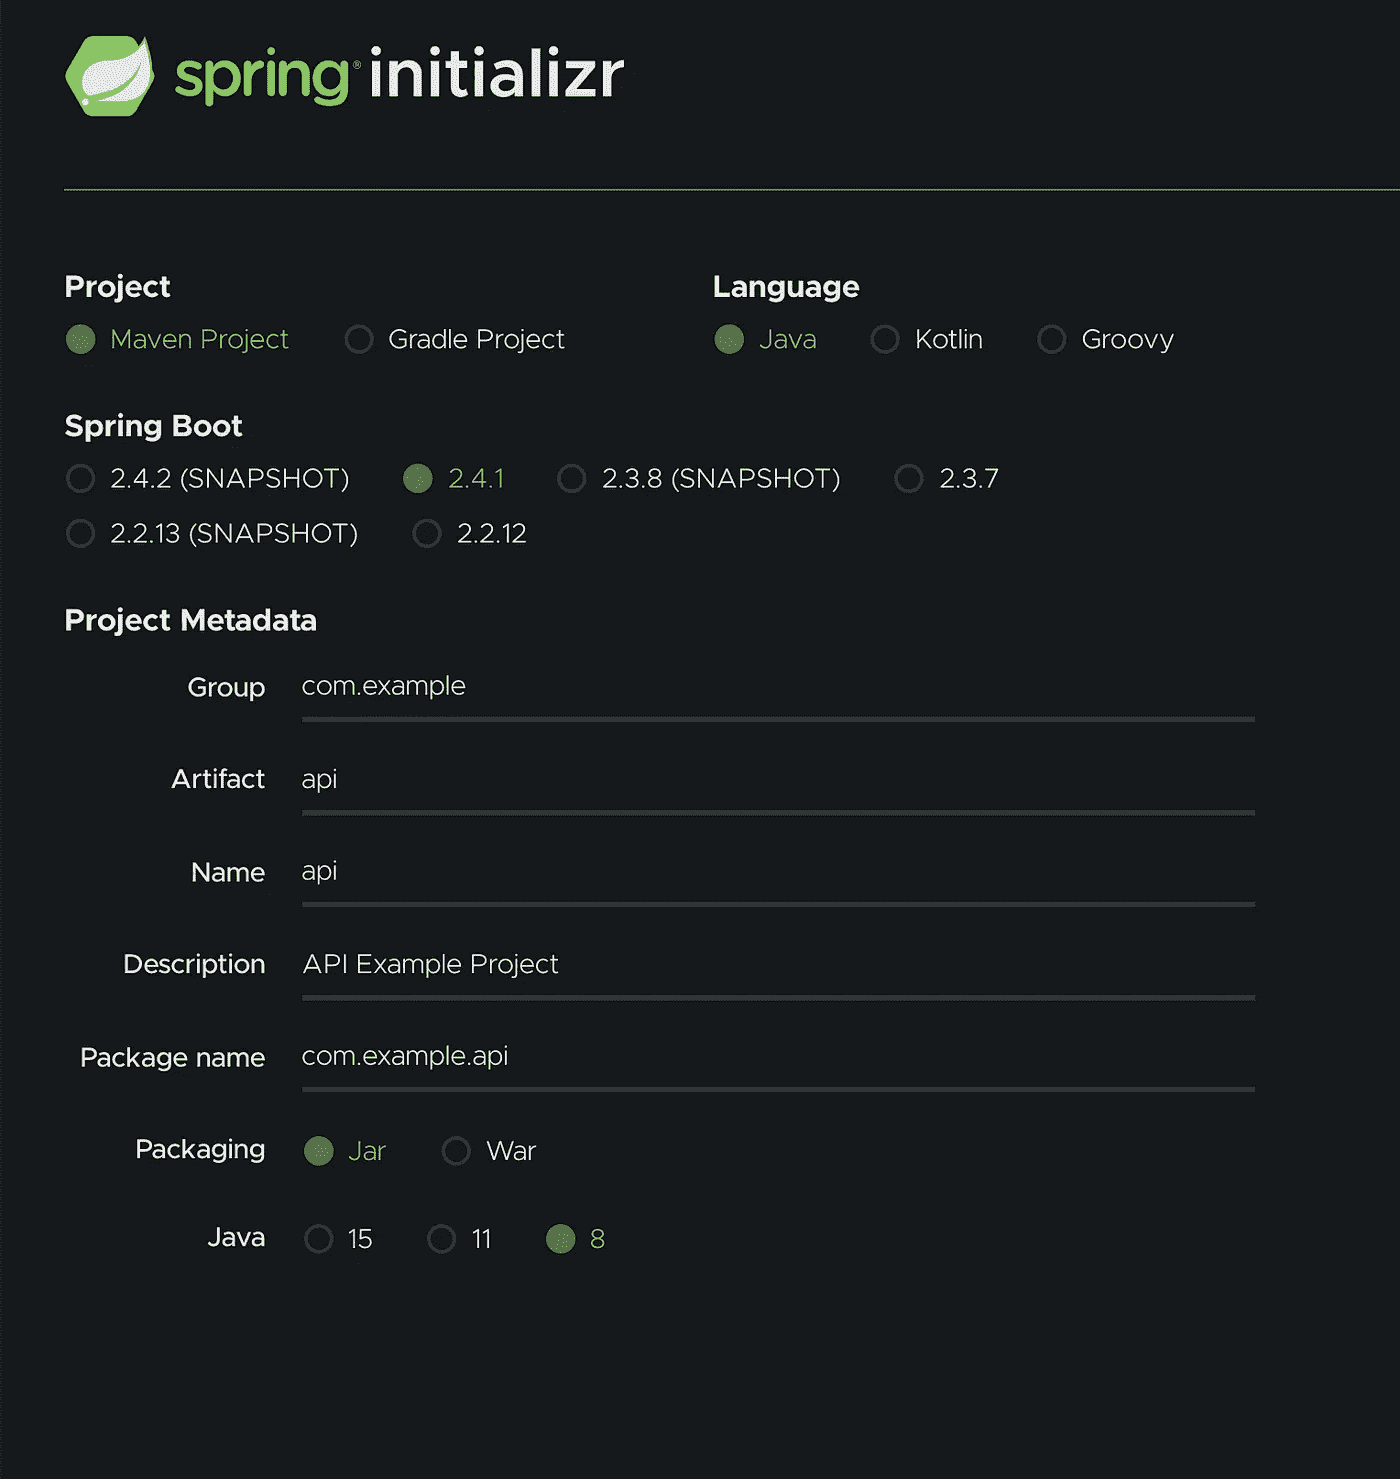 spring® initializr
Project
Maven Project Gradle Project
Language
Java Kotlin Groovy
Spring Boot
2.4.2 (SNAPSHOT) 2.4.1 2.3.8 (SNAPSHOT) 2.3.7
2.2.13 (SNAPSHOT) 2.2.12
Project Metadata
Group com.example
Artifact api
Name api
Description API Example Project
Package name com.example.api
Packaging Jar War
Java 15 11 8